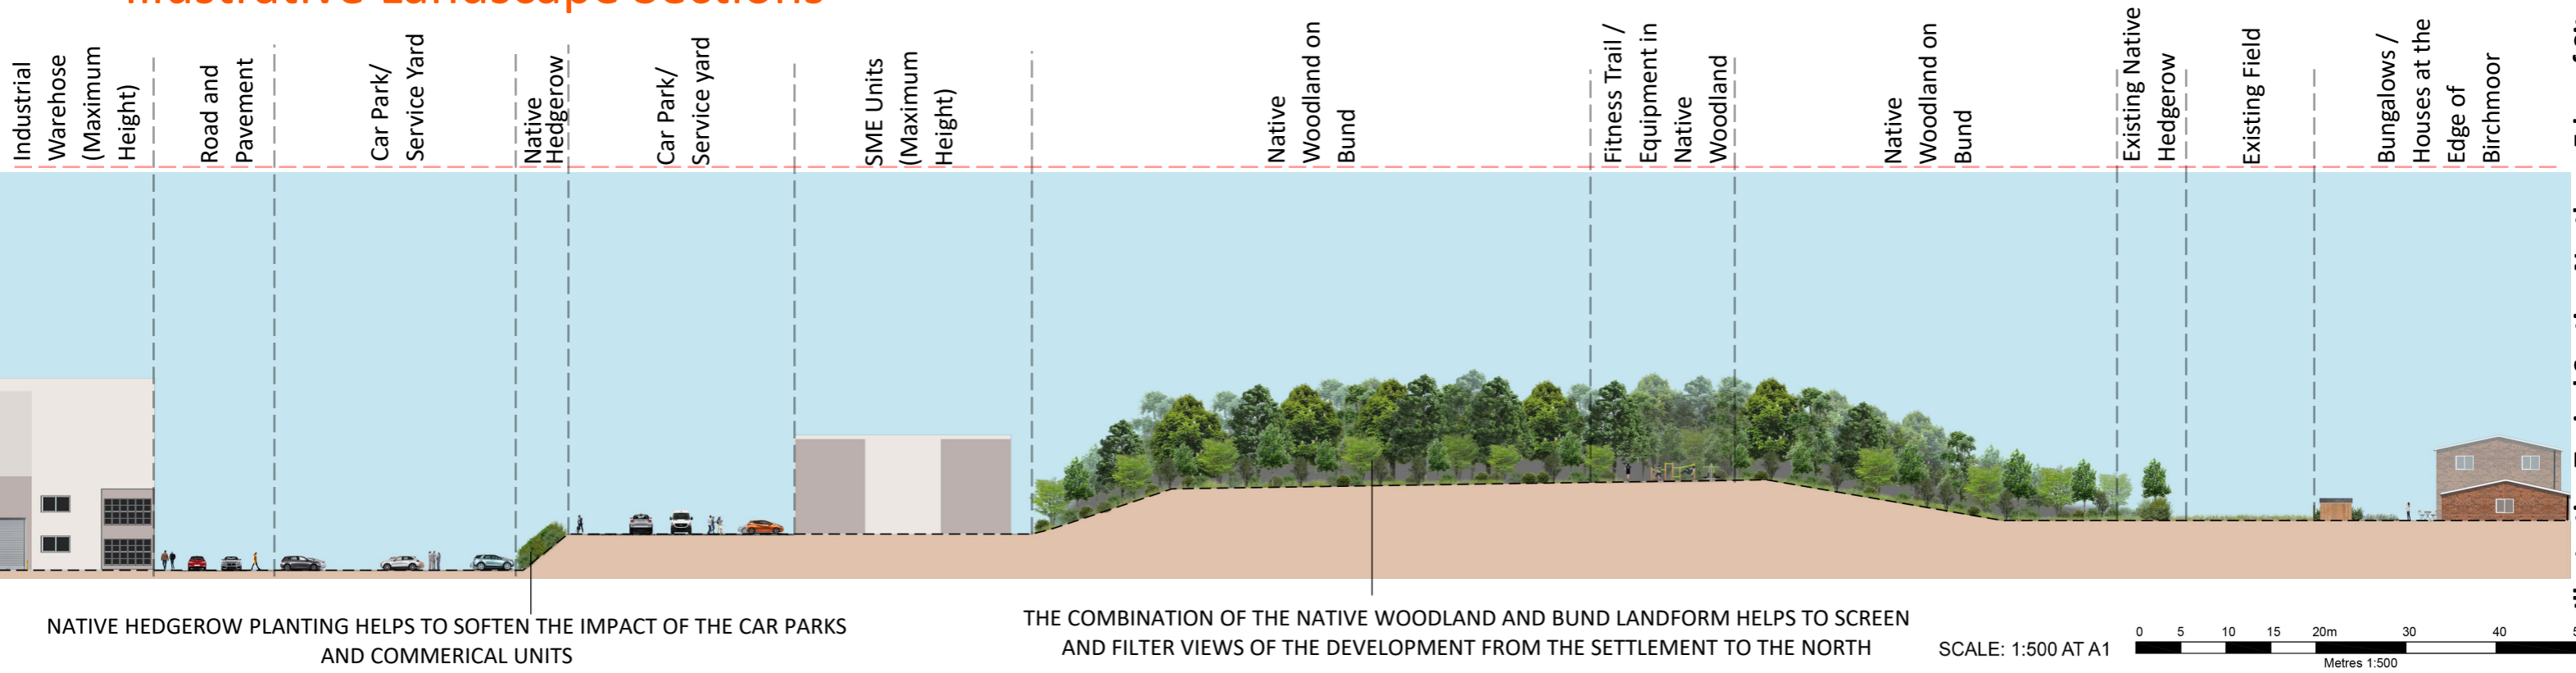 Illustrative Landscape Sections
Industrial
Warehose
(Maximum
Height)
Road and
Pavement
Car Park/
Service Yard
Native
Hedgerow
Car Park/
Service yard
SME Units
(Maximum
Height)
Native
Woodland on
Bund
Fitness Trail /
Equipment in
Native
Woodland
Native
Woodland on
Bund
Existing Native
Hedgerow
Existing Field
Bungalows /
Houses at the
Edge of
Birchmoor
NATIVE HEDGEROW PLANTING HELPS TO SOFTEN THE IMPACT OF THE CAR PARKS
AND COMMERICAL UNITS
THE COMBINATION OF THE NATIVE WOODLAND AND BUND LANDFORM HELPS TO SCREEN
AND FILTER VIEWS OF THE DEVELOPMENT FROM THE SETTLEMENT TO THE NORTH
SCALE: 1:500 AT A1
0 5 10 15 20m 30 40
Metres 1:500